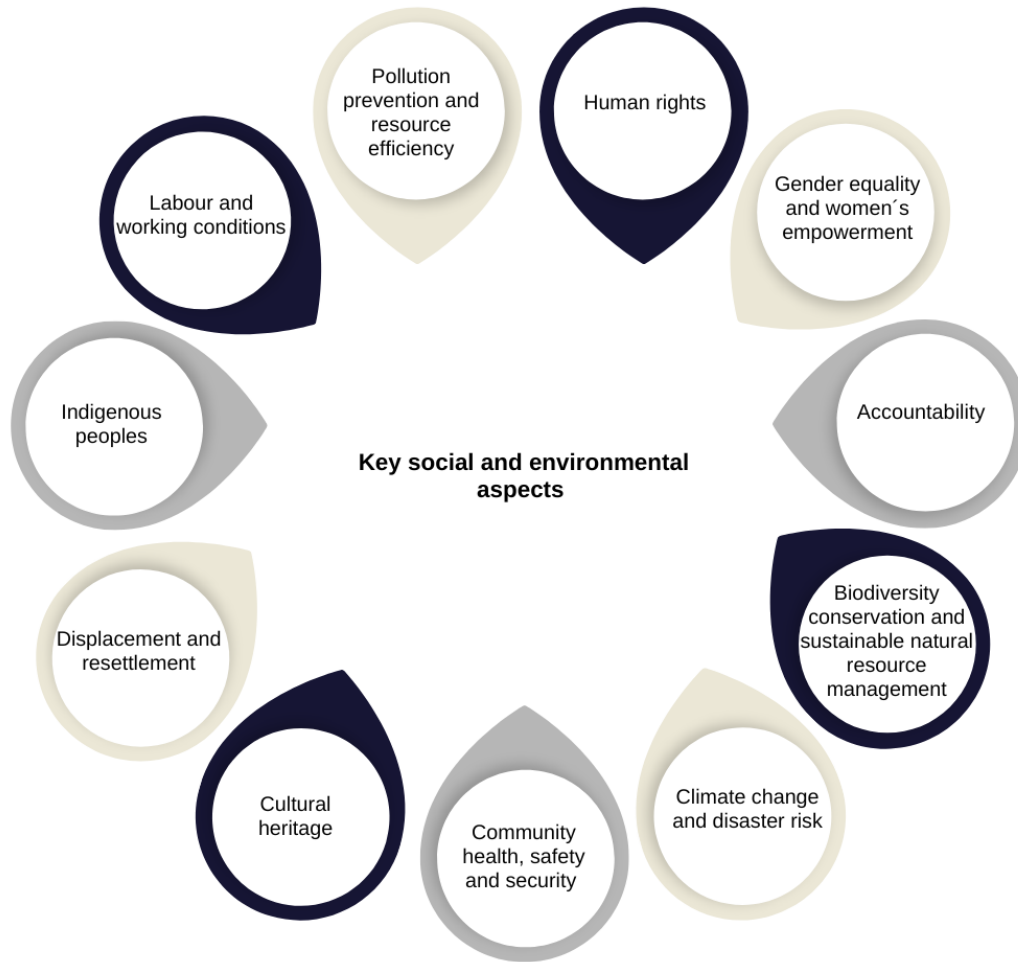 Pollution
prevention and
resource
efficiency
Human rights
Gender equality
and women´s
empowerment
Labour and
working conditions
Indigenous
peoples
Accountability
Key social and environmental
aspects
Biodiversity
conservation and
sustainable natural
resource
management
Displacement and
resettlement
Climate change
and disaster risk
Cultural
heritage
Community
health, safety
and security